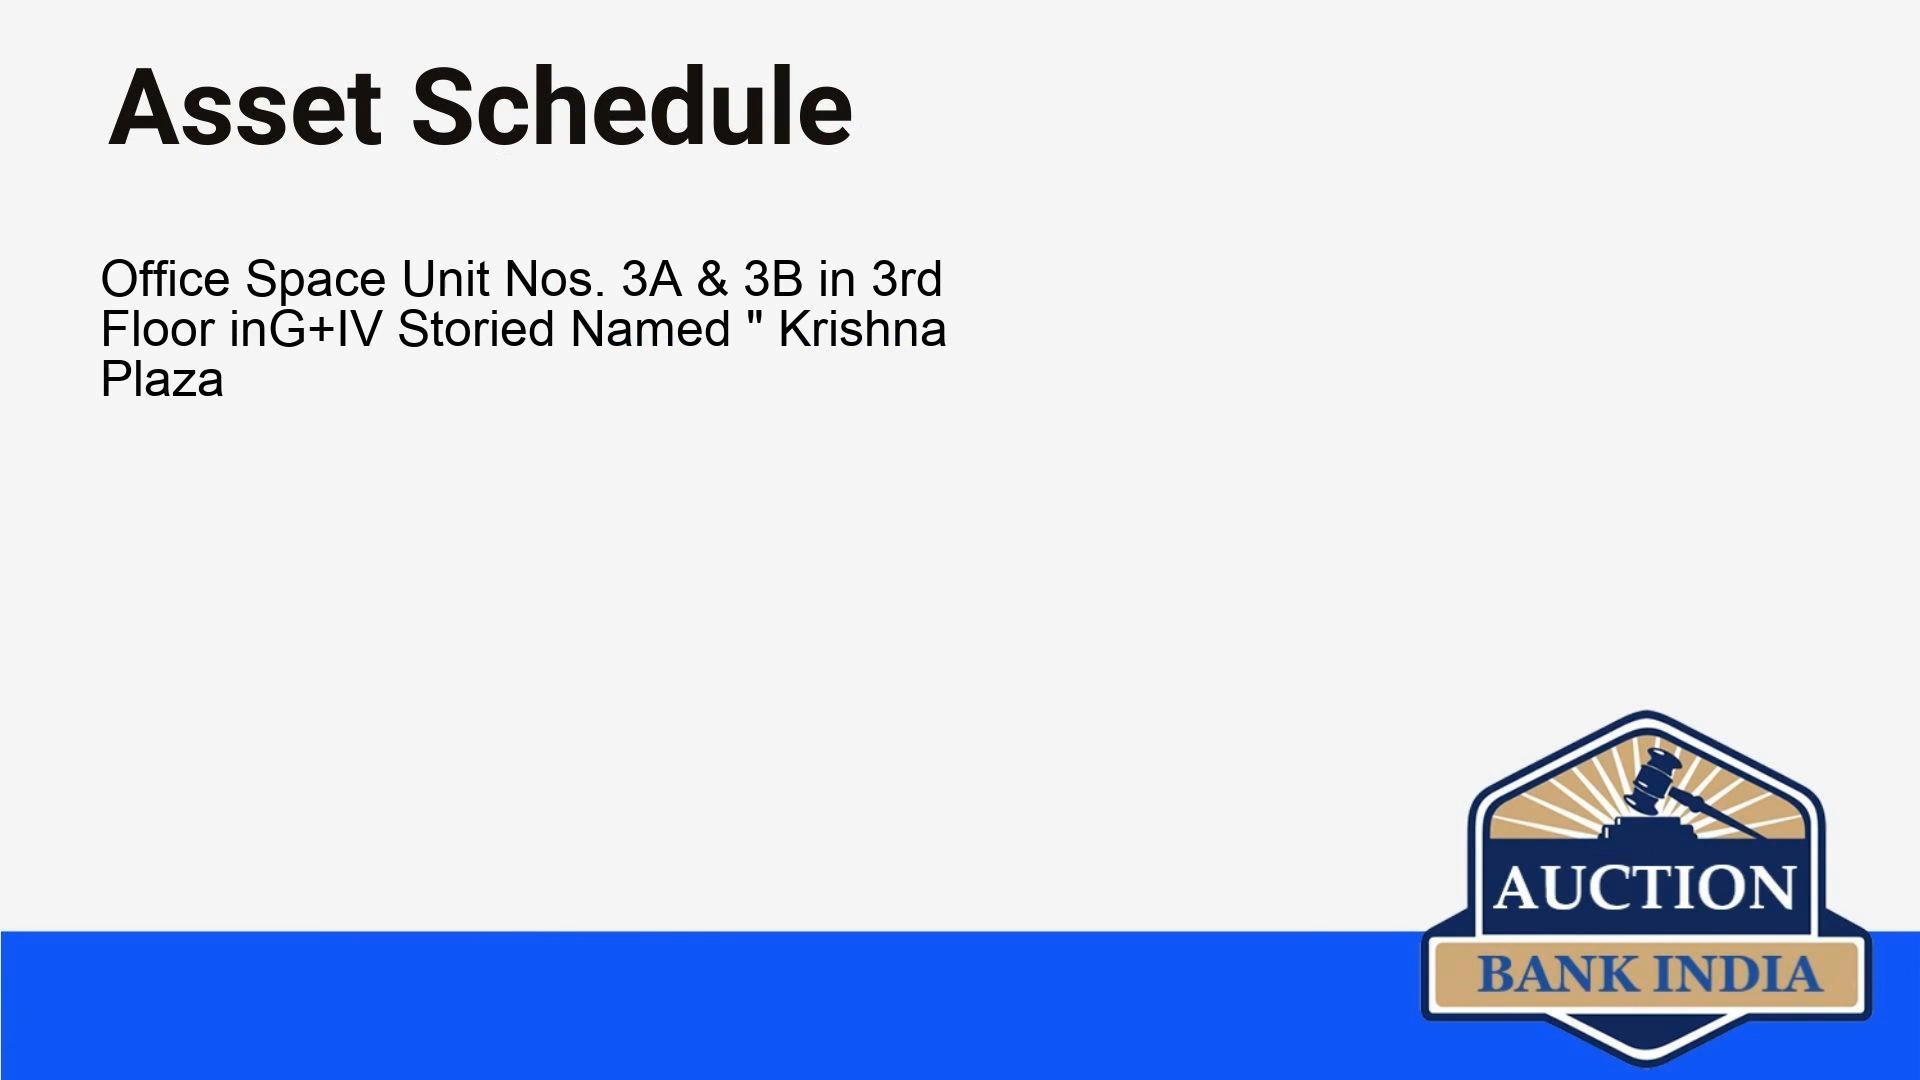 Asset Schedule
Office Space Unit Nos. 3A & 3B in 3rd
Floor inG+IV Storied Named " Krishna
Plaza
AUCTION
BANK INDIA